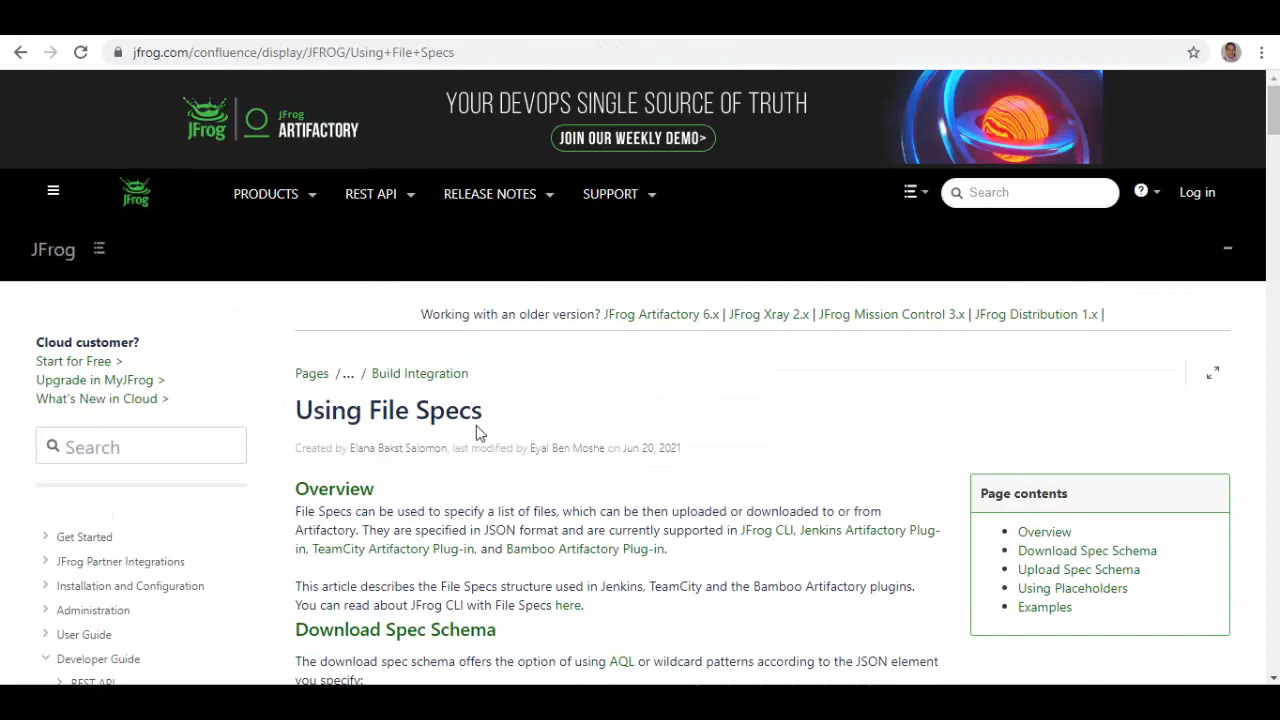 jfrog.com/confluence/display/JFROG/Using+File+Specs
JFrog
JFrog
ARTIFACTORY
YOUR DEVOPS SINGLE SOURCE OF TRUTH
JOIN OUR WEEKLY DEMO>
JFrog
PRODUCTS
REST API
RELEASE NOTES
SUPPORT
Search
Log in
JFrog
Working with an older version? JFrog Artifactory 6.x | JFrog Xray 2.x | JFrog Mission Control 3.x | JFrog Distribution 1.x |
Cloud customer?
Start for Free >
Upgrade in MyJFrog >
What's New in Cloud >
Search
Get Started
JFrog Partner Integrations
Installation and Configuration
Administration
User Guide
Developer Guide
REST API
Pages /... / Build Integration
Using File Specs
Created by Elana Bakst Salomon, last modified by Eyal Ben Moshe on Jun 20, 2021
Overview
File Specs can be used to specify a list of files, which can be then uploaded or downloaded to or from
Artifactory. They are specified in JSON format and are currently supported in JFrog CLI, Jenkins Artifactory Plug-
in, TeamCity Artifactory Plug-in, and Bamboo Artifactory Plug-in.
This article describes the File Specs structure used in Jenkins, TeamCity and the Bamboo Artifactory plugins.
You can read about JFrog CLI with File Specs here.
Download Spec Schema
The download spec schema offers the option of using AQL or wildcard patterns according to the JSON element
you specify:
Page contents
Overview
Download Spec Schema
Upload Spec Schema
Using Placeholders
Examples